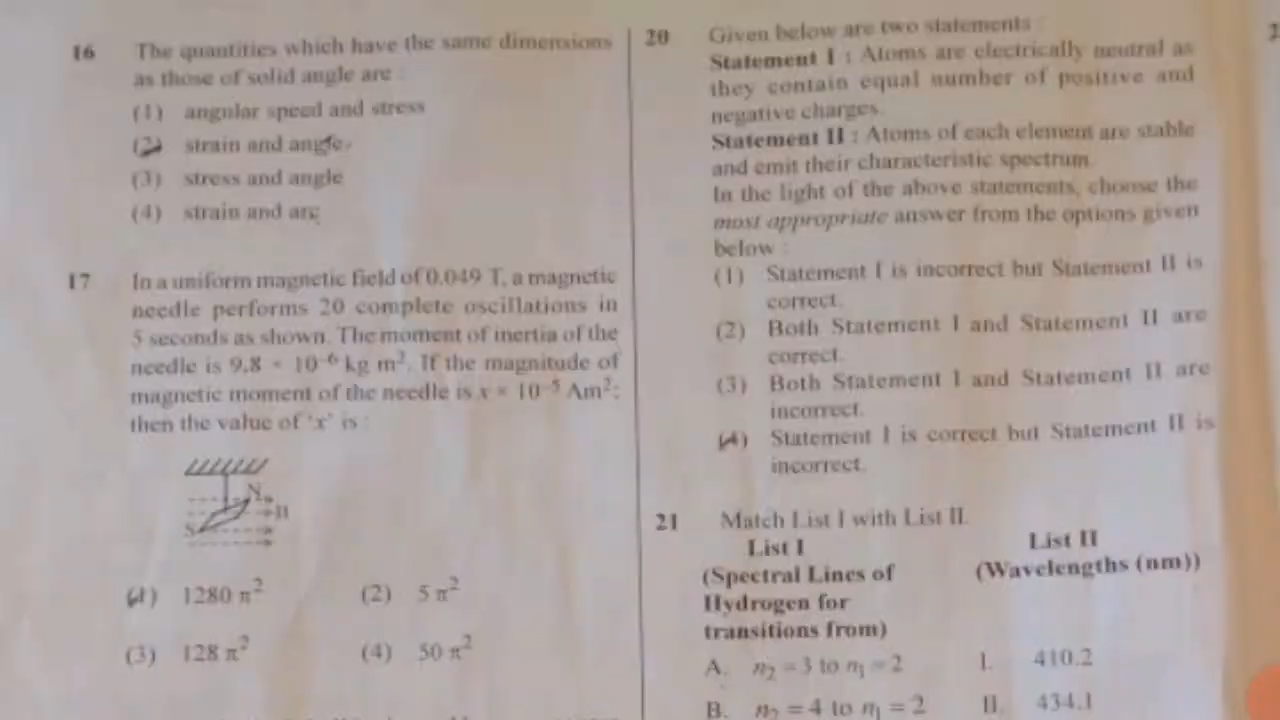 16 The quantities which have the same dimensions
as those of solid angle are :
(1) angular speed and stress
(2) strain and angle
(3) stress and angle
(4) strain and arc
17 In a uniform magnetic field of 0.049 T, a magnetic
needle performs 20 complete oscillations in
5 seconds as shown. The moment of inertia of the
needle is 9.8 × 10⁻⁶ kg m². If the magnitude of
magnetic moment of the needle is x × 10⁻⁵ Am²;
then the value of 'x' is :
N
B
S
(1) 1280 π² (2) 5 π²
(3) 128 π² (4) 50 π²
20 Given below are two statements :
Statement I : Atoms are electrically neutral as
they contain equal number of positive and
negative charges.
Statement II : Atoms of each element are stable
and emit their characteristic spectrum.
In the light of the above statements, choose the
most appropriate answer from the options given
below :
(1) Statement I is incorrect but Statement II is
correct.
(2) Both Statement I and Statement II are
correct.
(3) Both Statement I and Statement II are
incorrect.
(4) Statement I is correct but Statement II is
incorrect.
21 Match List I with List II.
List I List II
(Spectral Lines of (Wavelengths (nm))
Hydrogen for
transitions from)
A. n₂ = 3 to n₁ = 2 I. 410.2
B. n₂ = 4 to n₁ = 2 II. 434.1